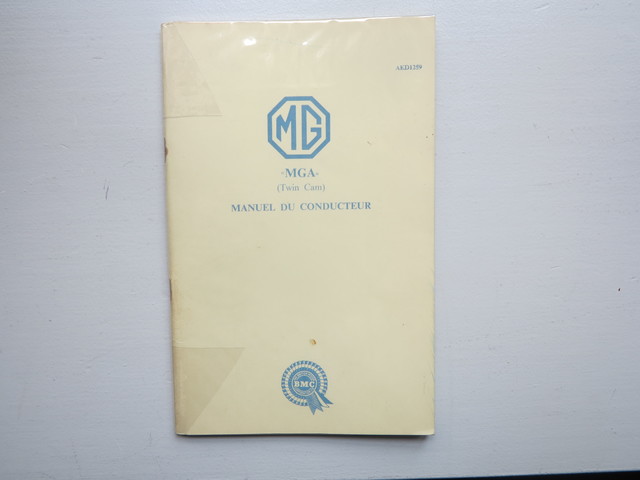 AKD1159
MG
"MGA"
(Twin Cam)
MANUEL DU CONDUCTEUR
BMC